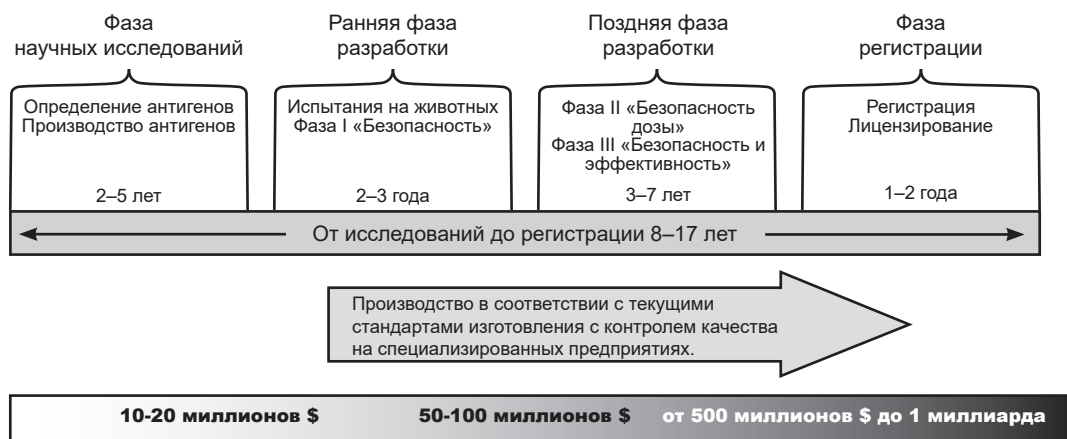 Фаза
научных исследований
Ранняя фаза
разработки
Поздняя фаза
разработки
Фаза
регистрации
Определение антигенов
Производство антигенов
2–5 лет
Испытания на животных
Фаза I «Безопасность»
2–3 года
Фаза II «Безопасность
дозы»
Фаза III «Безопасность и
эффективность»
3–7 лет
Регистрация
Лицензирование
1–2 года
От исследований до регистрации 8–17 лет
Производство в соответствии с текущими
стандартами изготовления с контролем качества
на специализированных предприятиях.
10-20 миллионов $
50-100 миллионов $
от 500 миллионов $ до 1 миллиарда